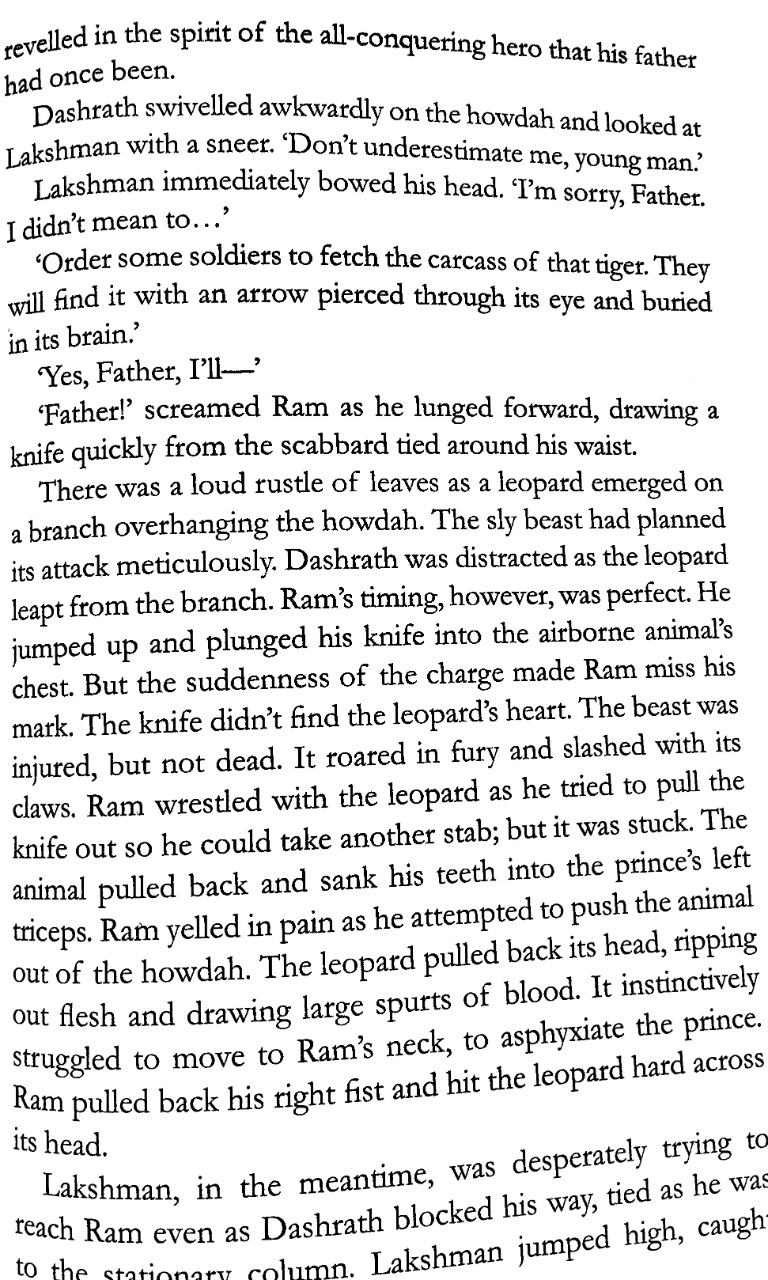 revelled in the spirit of the all-conquering hero that his father
had once been.
Dashrath swivelled awkwardly on the howdah and looked at
Lakshman with a sneer. ‘Don’t underestimate me, young man.’
Lakshman immediately bowed his head. ‘I’m sorry, Father.
I didn’t mean to…’
‘Order some soldiers to fetch the carcass of that tiger. They
will find it with an arrow pierced through its eye and buried
in its brain.’
‘Yes, Father, I’ll—’
‘Father!’ screamed Ram as he lunged forward, drawing a
knife quickly from the scabbard tied around his waist.
There was a loud rustle of leaves as a leopard emerged on
a branch overhanging the howdah. The sly beast had planned
its attack meticulously. Dashrath was distracted as the leopard
leapt from the branch. Ram’s timing, however, was perfect. He
jumped up and plunged his knife into the airborne animal’s
chest. But the suddenness of the charge made Ram miss his
mark. The knife didn’t find the leopard’s heart. The beast was
injured, but not dead. It roared in fury and slashed with its
claws. Ram wrestled with the leopard as he tried to pull the
knife out so he could take another stab; but it was stuck. The
animal pulled back and sank his teeth into the prince’s left
triceps. Ram yelled in pain as he attempted to push the animal
out of the howdah. The leopard pulled back its head, ripping
out flesh and drawing large spurts of blood. It instinctively
struggled to move to Ram’s neck, to asphyxiate the prince.
Ram pulled back his right fist and hit the leopard hard across
its head.
Lakshman, in the meantime, was desperately trying to
reach Ram even as Dashrath blocked his way, tied as he was
to the stationary column. Lakshman jumped high, caugh